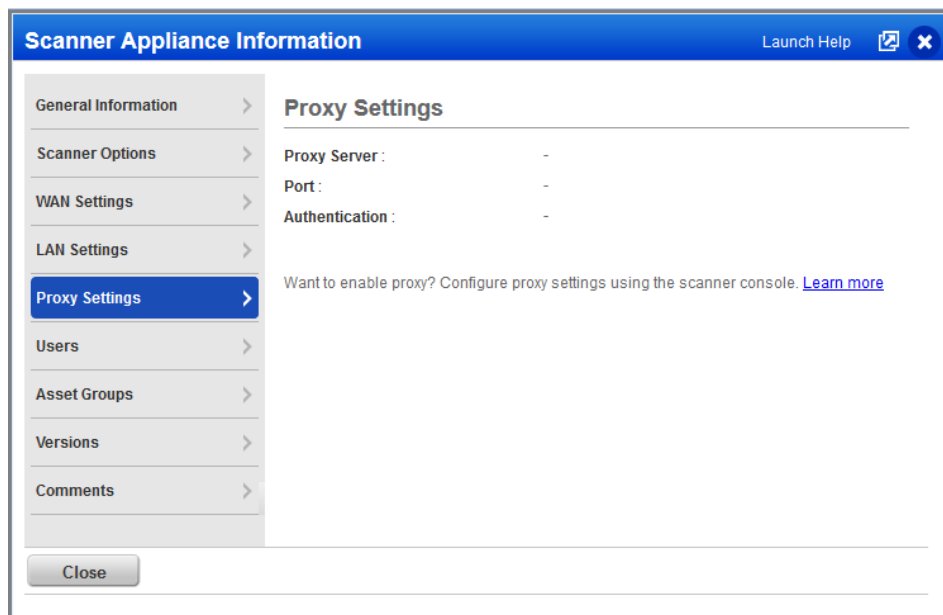 Scanner Appliance Information
Launch Help
General Information
Scanner Options
WAN Settings
LAN Settings
Proxy Settings
Users
Asset Groups
Versions
Comments
Proxy Settings
Proxy Server : -
Port : -
Authentication : -
Want to enable proxy? Configure proxy settings using the scanner console. Learn more
Close